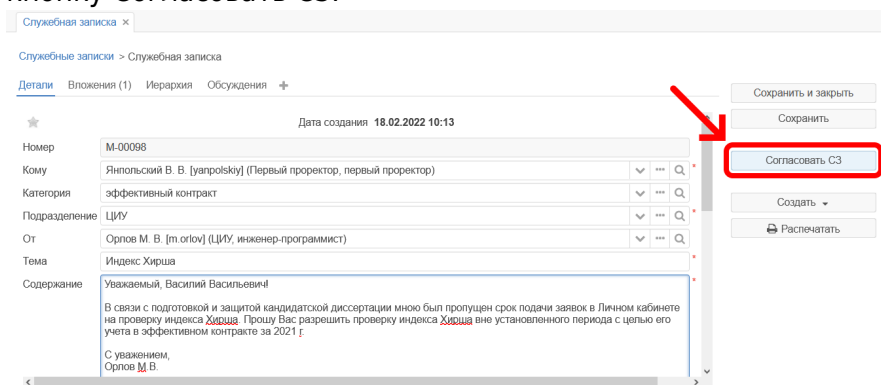 кнопку Согласовать СЗ.
Служебная записка ×
Служебные записки > Служебная записка
Детали Вложения (1) Иерархия Обсуждения +
Сохранить и закрыть
Дата создания 18.02.2022 10:13
Сохранить
Номер M-00098
Согласовать СЗ
Кому Янпольский В. В. [yanpolskiy] (Первый проректор, первый проректор) *
Категория эффективный контракт
Создать
Подразделение ЦИУ *
Распечатать
От Орлов М. В. [m.orlov] (ЦИУ, инженер-программист)
Тема Индекс Хирша *
Содержание Уважаемый, Василий Васильевич! *
В связи с подготовкой и защитой кандидатской диссертации мною был пропущен срок подачи заявок в Личном кабинете
на проверку индекса Хирша. Прошу Вас разрешить проверку индекса Хирша вне установленного периода с целью его
учета в эффективном контракте за 2021 г.
С уважением,
Орлов М.В.